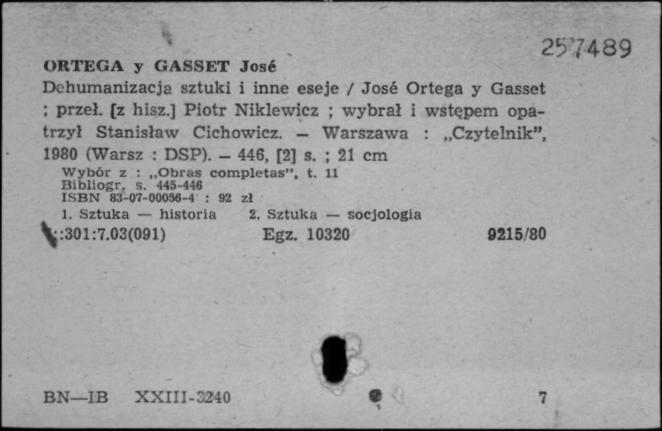 257489
ORTEGA y GASSET José
Dehumanizacja sztuki i inne eseje / José Ortega y Gasset
; przeł. [z hisz.] Piotr Niklewicz ; wybrał i wstępem opa-
trzył Stanisław Cichowicz. — Warszawa : „Czytelnik”,
1980 (Warsz : DSP). — 446, [2] s. ; 21 cm
Wybór z : „Obras completas”, t. 11
Bibliogr. s. 445-446
ISBN 83-07-00056-4 : 92 zł
1. Sztuka — historia 2. Sztuka — socjologia
:301:7.03(091) Egz. 10320 9215/80
BN—IB XXIII-3240 7